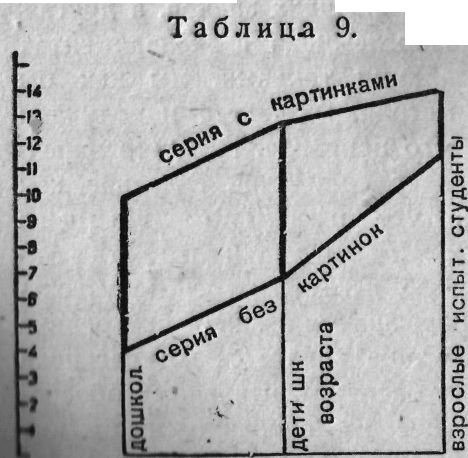 Таблица 9.
14
13
12
11
10
9
8
7
6
5
4
3
2
1
серия с картинками
серия без картинок
дошкол
дети шк
возраста
взрослые испыт. студенты